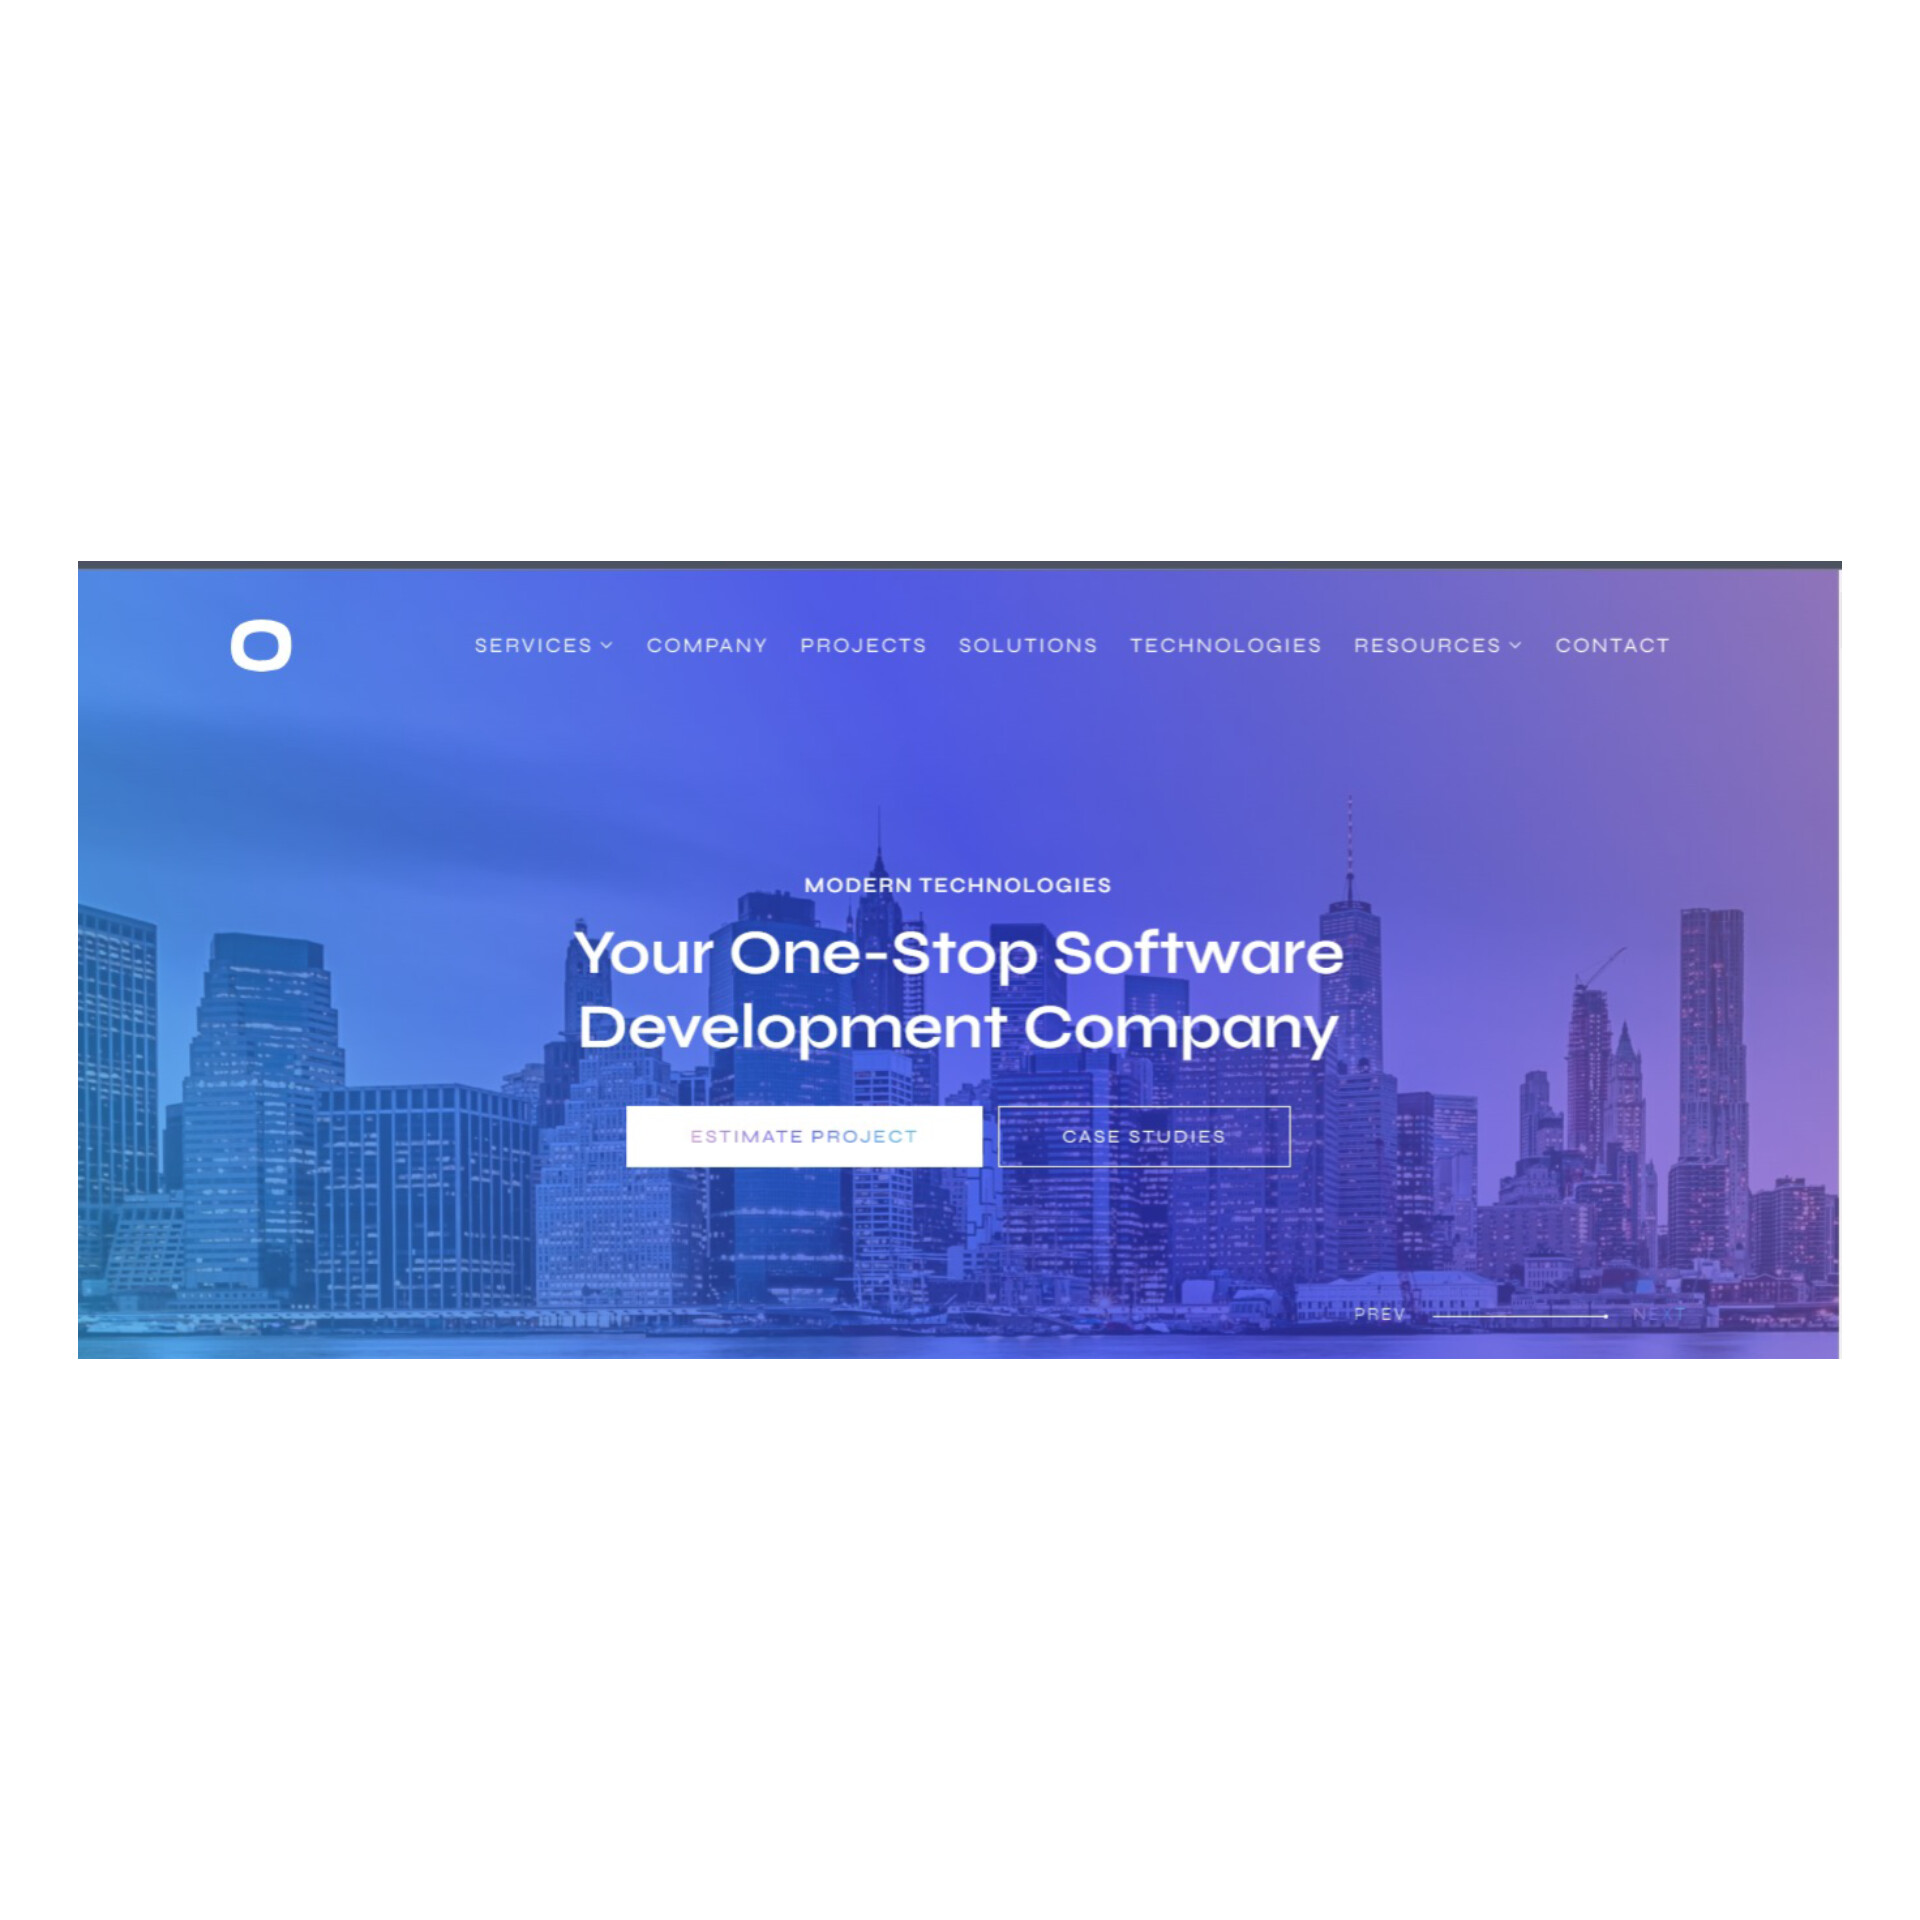 O
SERVICES COMPANY PROJECTS SOLUTIONS TECHNOLOGIES RESOURCES CONTACT
MODERN TECHNOLOGIES
Your One-Stop Software
Development Company
ESTIMATE PROJECT CASE STUDIES
PREV NEXT